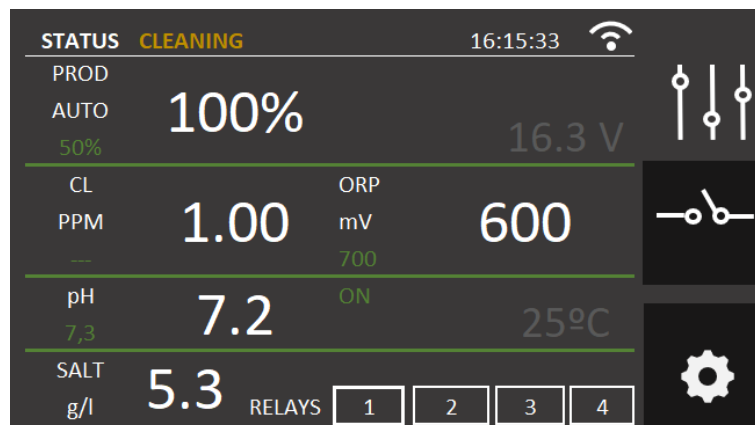 STATUS CLEANING 16:15:33
PROD
AUTO
50%
100%
16.3 V
CL
PPM
---
1.00
ORP
mV
700
600
pH
7,3
7.2
ON
25ºC
SALT
g/l
5.3
RELAYS 1 2 3 4